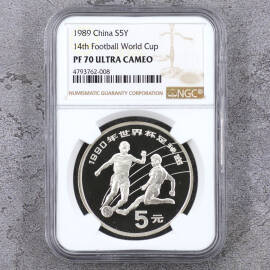 1989 China S5Y
14th Football World Cup
PF 70 ULTRA CAMEO
4793762-008
NUMISMATIC GUARANTY CORPORATION
NGC
1990年世界杯足球赛
5元